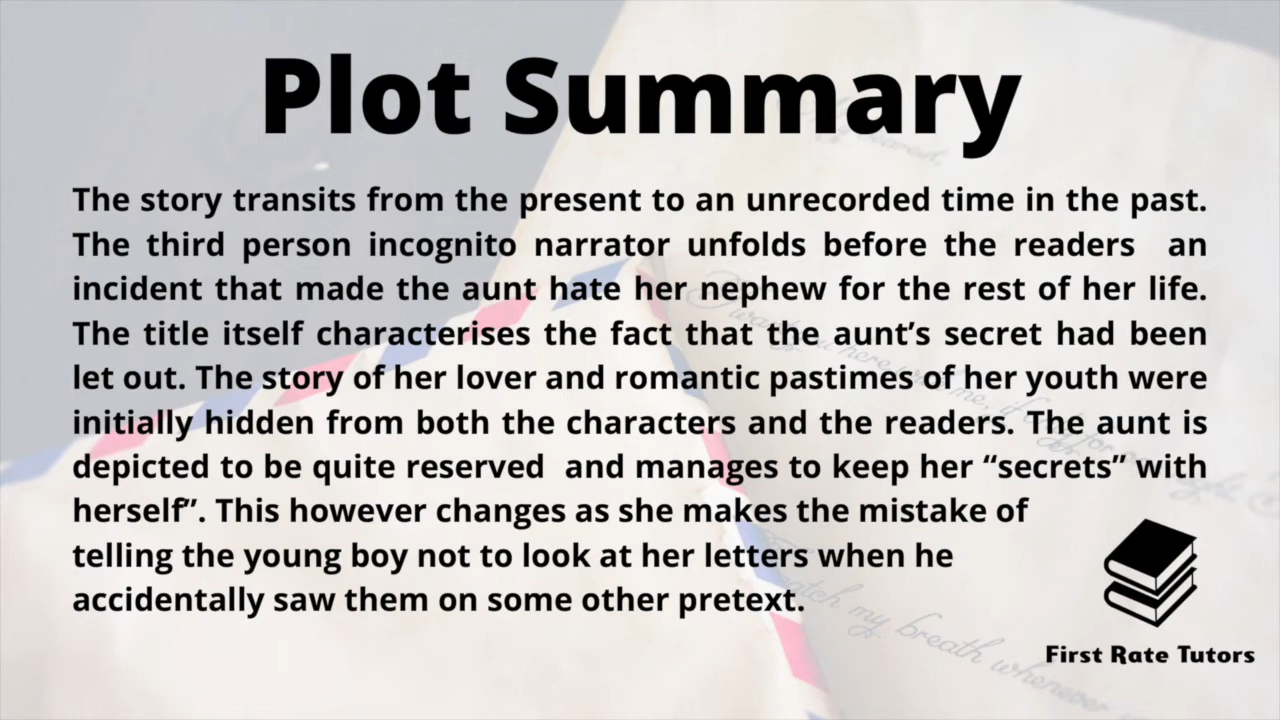 Plot Summary
The story transits from the present to an unrecorded time in the past.
The third person incognito narrator unfolds before the readers an
incident that made the aunt hate her nephew for the rest of her life.
The title itself characterises the fact that the aunt’s secret had been
let out. The story of her lover and romantic pastimes of her youth were
initially hidden from both the characters and the readers. The aunt is
depicted to be quite reserved and manages to keep her “secrets” with
herself”. This however changes as she makes the mistake of
telling the young boy not to look at her letters when he
accidentally saw them on some other pretext.
First Rate Tutors
my breath whenever